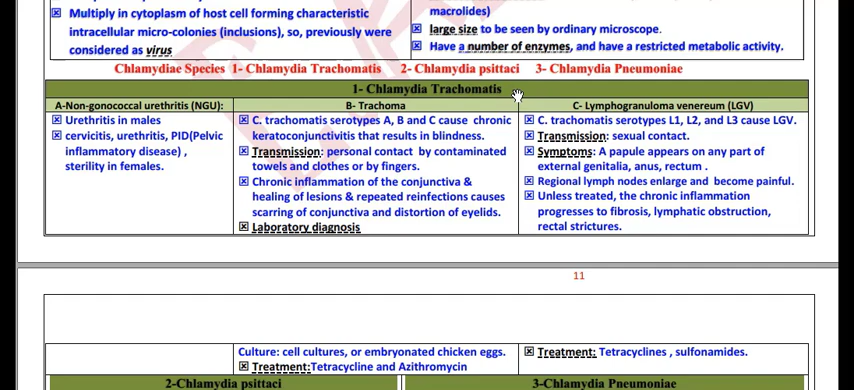 Multiply in cytoplasm of host cell forming characteristic
intracellular micro-colonies (inclusions), so, previously were
considered as virus
macrolides)
large size to be seen by ordinary microscope.
Have a number of enzymes, and have a restricted metabolic activity.
Chlamydiae Species 1- Chlamydia Trachomatis 2- Chlamydia psittaci 3- Chlamydia Pneumoniae
1- Chlamydia Trachomatis
A-Non-gonococcal urethritis (NGU):
Urethritis in males
cervicitis, urethritis, PID(Pelvic
inflammatory disease) ,
sterility in females.
B- Trachoma
C. trachomatis serotypes A, B and C cause chronic
keratoconjunctivitis that results in blindness.
Transmission: personal contact by contaminated
towels and clothes or by fingers.
Chronic inflammation of the conjunctiva &
healing of lesions & repeated reinfections causes
scarring of conjunctiva and distortion of eyelids.
Laboratory diagnosis
C- Lymphogranuloma venereum (LGV)
C. trachomatis serotypes L1, L2, and L3 cause LGV.
Transmission: sexual contact.
Symptoms: A papule appears on any part of
external genitalia, anus, rectum .
Regional lymph nodes enlarge and become painful.
Unless treated, the chronic inflammation
progresses to fibrosis, lymphatic obstruction,
rectal strictures.
11
Culture: cell cultures, or embryonated chicken eggs.
Treatment:Tetracycline and Azithromycin
Treatment: Tetracyclines , sulfonamides.
2-Chlamydia psittaci
3-Chlamydia Pneumoniae